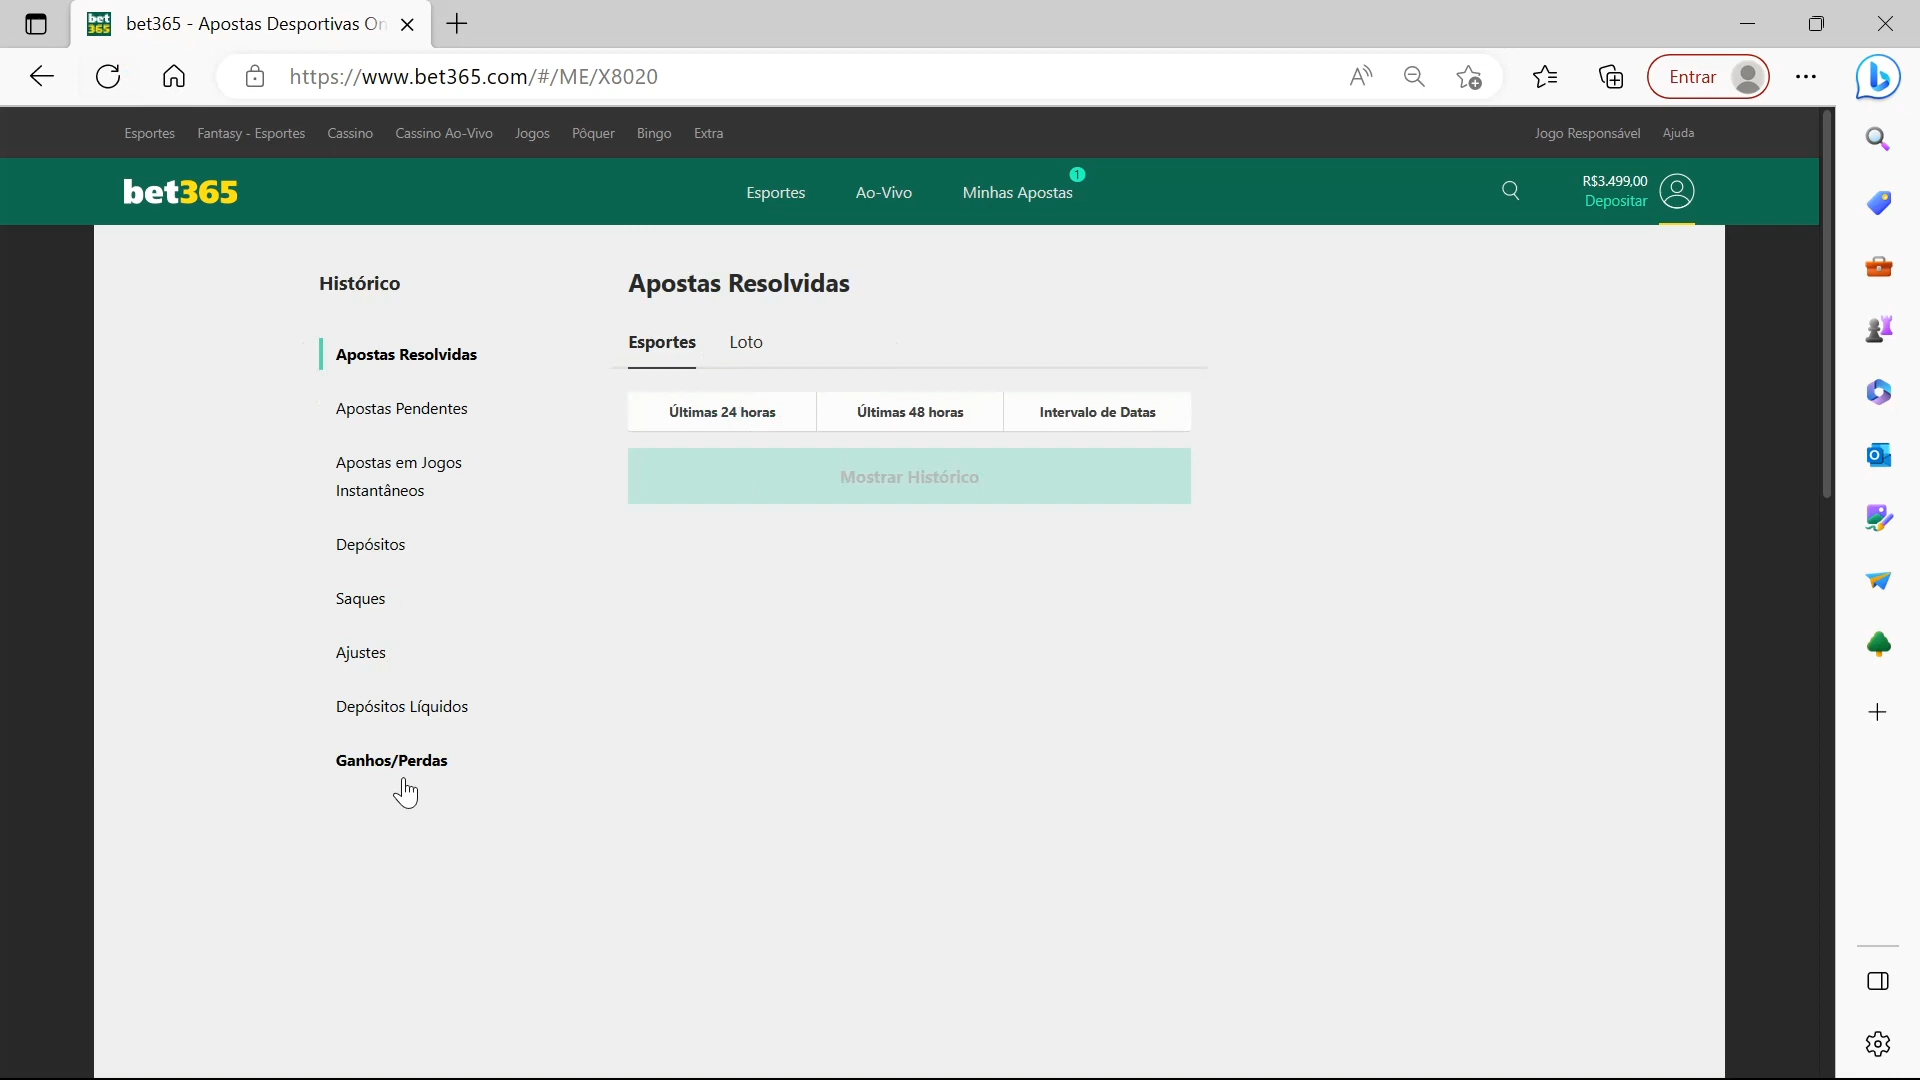 bet365 - Apostas Desportivas On
https://www.bet365.com/#/ME/X8020
Entrar
Esportes Fantasy - Esportes Cassino Cassino Ao-Vivo Jogos Pôquer Bingo Extra Jogo Responsável Ajuda
bet365
Esportes Ao-Vivo Minhas Apostas 1
R$3.499,00
Depositar
Histórico
Apostas Resolvidas
Apostas Pendentes
Apostas em Jogos
Instantâneos
Depósitos
Saques
Ajustes
Depósitos Líquidos
Ganhos/Perdas
Apostas Resolvidas
Esportes Loto
Últimas 24 horas Últimas 48 horas Intervalo de Datas
Mostrar Histórico